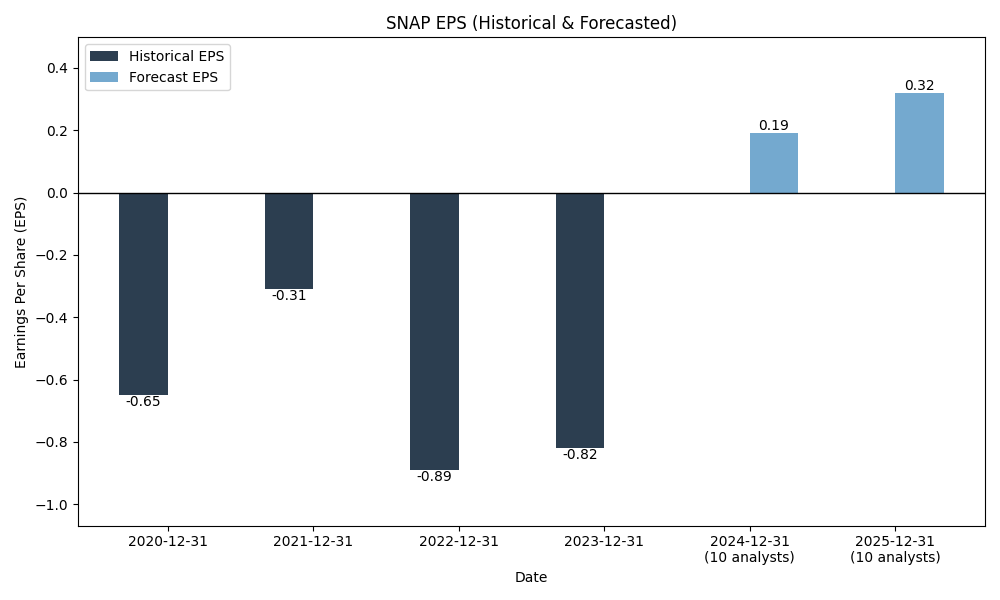 SNAP EPS (Historical & Forecasted)
Historical EPS
Forecast EPS
Earnings Per Share (EPS)
0.4
0.2
0.0
−0.2
−0.4
−0.6
−0.8
−1.0
-0.65
-0.31
-0.89
-0.82
0.19
0.32
2020-12-31
2021-12-31
2022-12-31
2023-12-31
2024-12-31
(10 analysts)
2025-12-31
(10 analysts)
Date